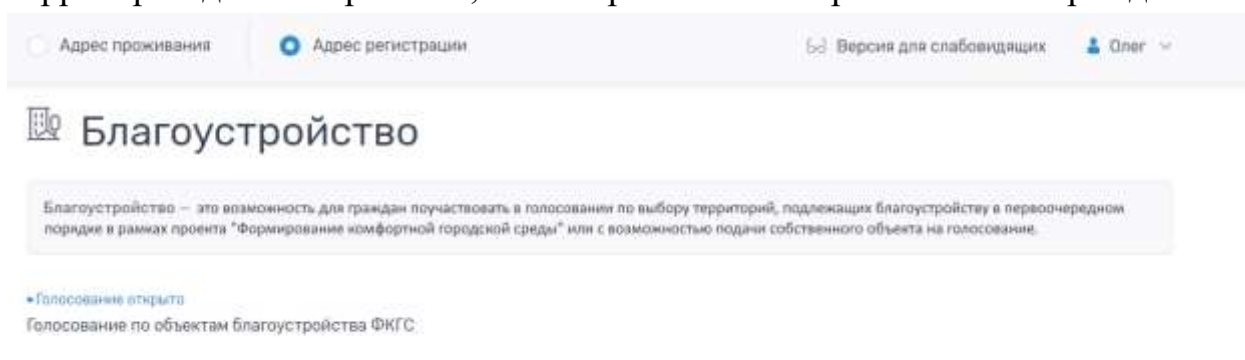 Адрес проживания Адрес регистрации Версия для слабовидящих Олег
Благоустройство
Благоустройство – это возможность для граждан поучаствовать в голосовании по выбору территорий, подлежащих благоустройству в первоочередном
порядке в рамках проекта "Формирование комфортной городской среды" или с возможностью подачи собственного объекта на голосование.
•Голосование открыто
Голосование по объектам благоустройства ФКГС